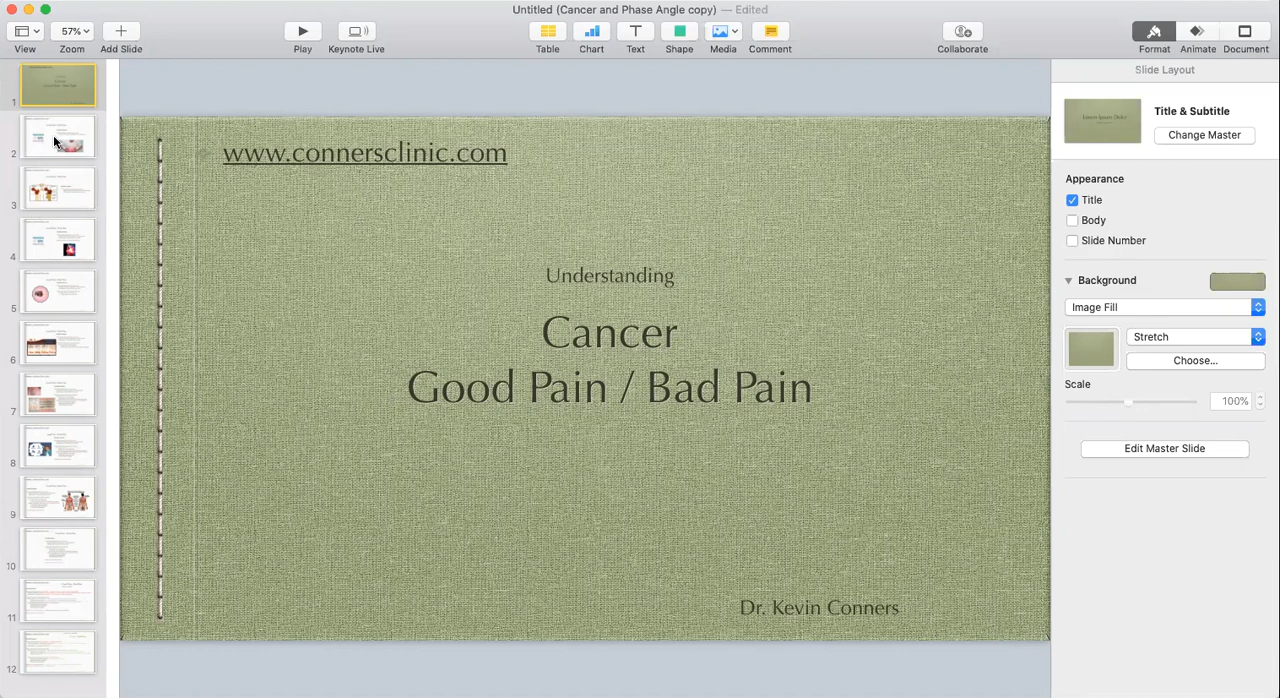 Untitled (Cancer and Phase Angle copy) — Edited
57%
View
Zoom
Add Slide
Play
Keynote Live
Table
Chart
Text
Shape
Media
Comment
Collaborate
Format
Animate
Document
1
2
3
4
5
6
7
8
9
10
11
12
www.connersclinic.com
Understanding
Cancer
Good Pain / Bad Pain
Dr. Kevin Conners
Slide Layout
Title & Subtitle
Change Master
Appearance
Title
Body
Slide Number
Background
Image Fill
Stretch
Choose...
Scale
100%
Edit Master Slide